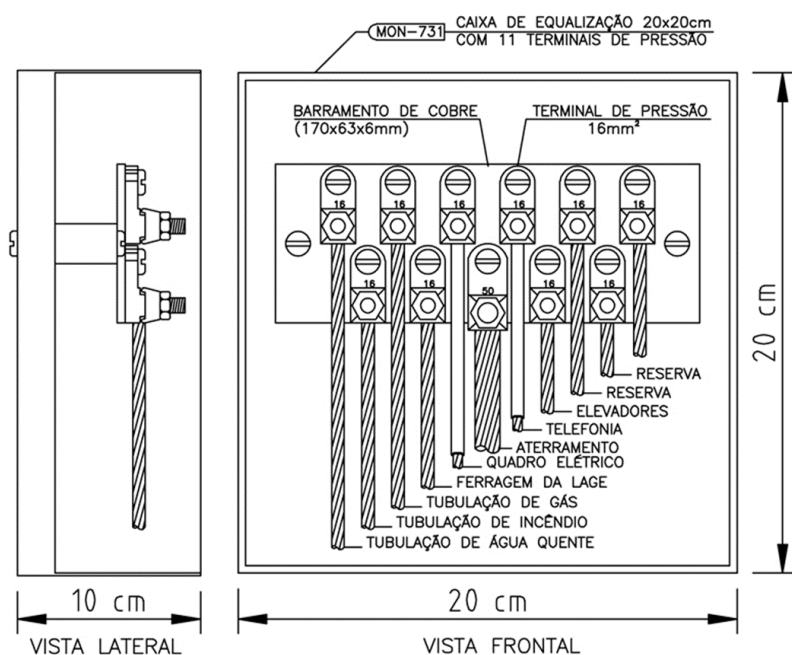 MON-731
CAIXA DE EQUALIZAÇÃO 20x20cm
COM 11 TERMINAIS DE PRESSÃO
BARRAMENTO DE COBRE
(170x63x6mm)
TERMINAL DE PRESSÃO
16mm²
16 16 16 16 16 16
16 16 50 16 16
RESERVA
RESERVA
ELEVADORES
TELEFONIA
ATERRAMENTO
QUADRO ELÉTRICO
FERRAGEM DA LAGE
TUBULAÇÃO DE GÁS
TUBULAÇÃO DE INCÊNDIO
TUBULAÇÃO DE ÁGUA QUENTE
20 cm
10 cm
20 cm
VISTA LATERAL
VISTA FRONTAL